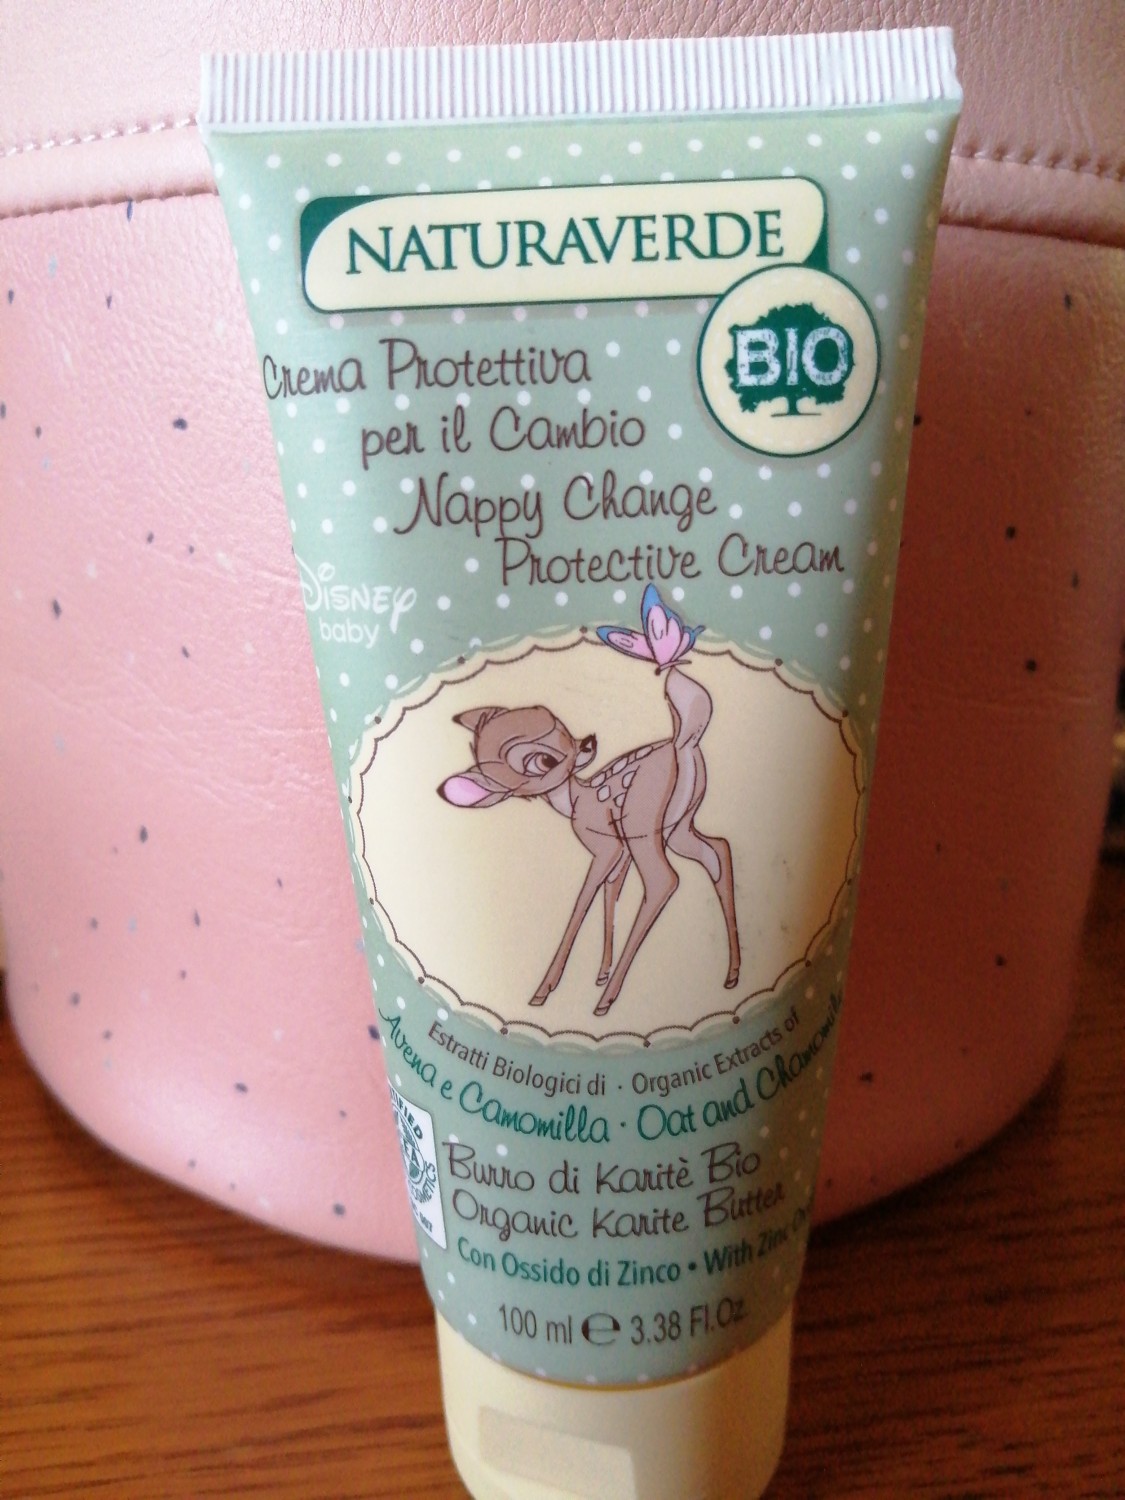 NATURAVERDE
BIO
Crema Protettiva
per il Cambio
Nappy Change
Protective Cream
Disney
baby
Estratti Biologici di · Organic Extracts of
Avena e Camomilla · Oat and Chamomile
Burro di Karitè Bio
Organic Karite Butter
Con Ossido di Zinco • With Zinc
100 ml e 3.38 Fl.Oz